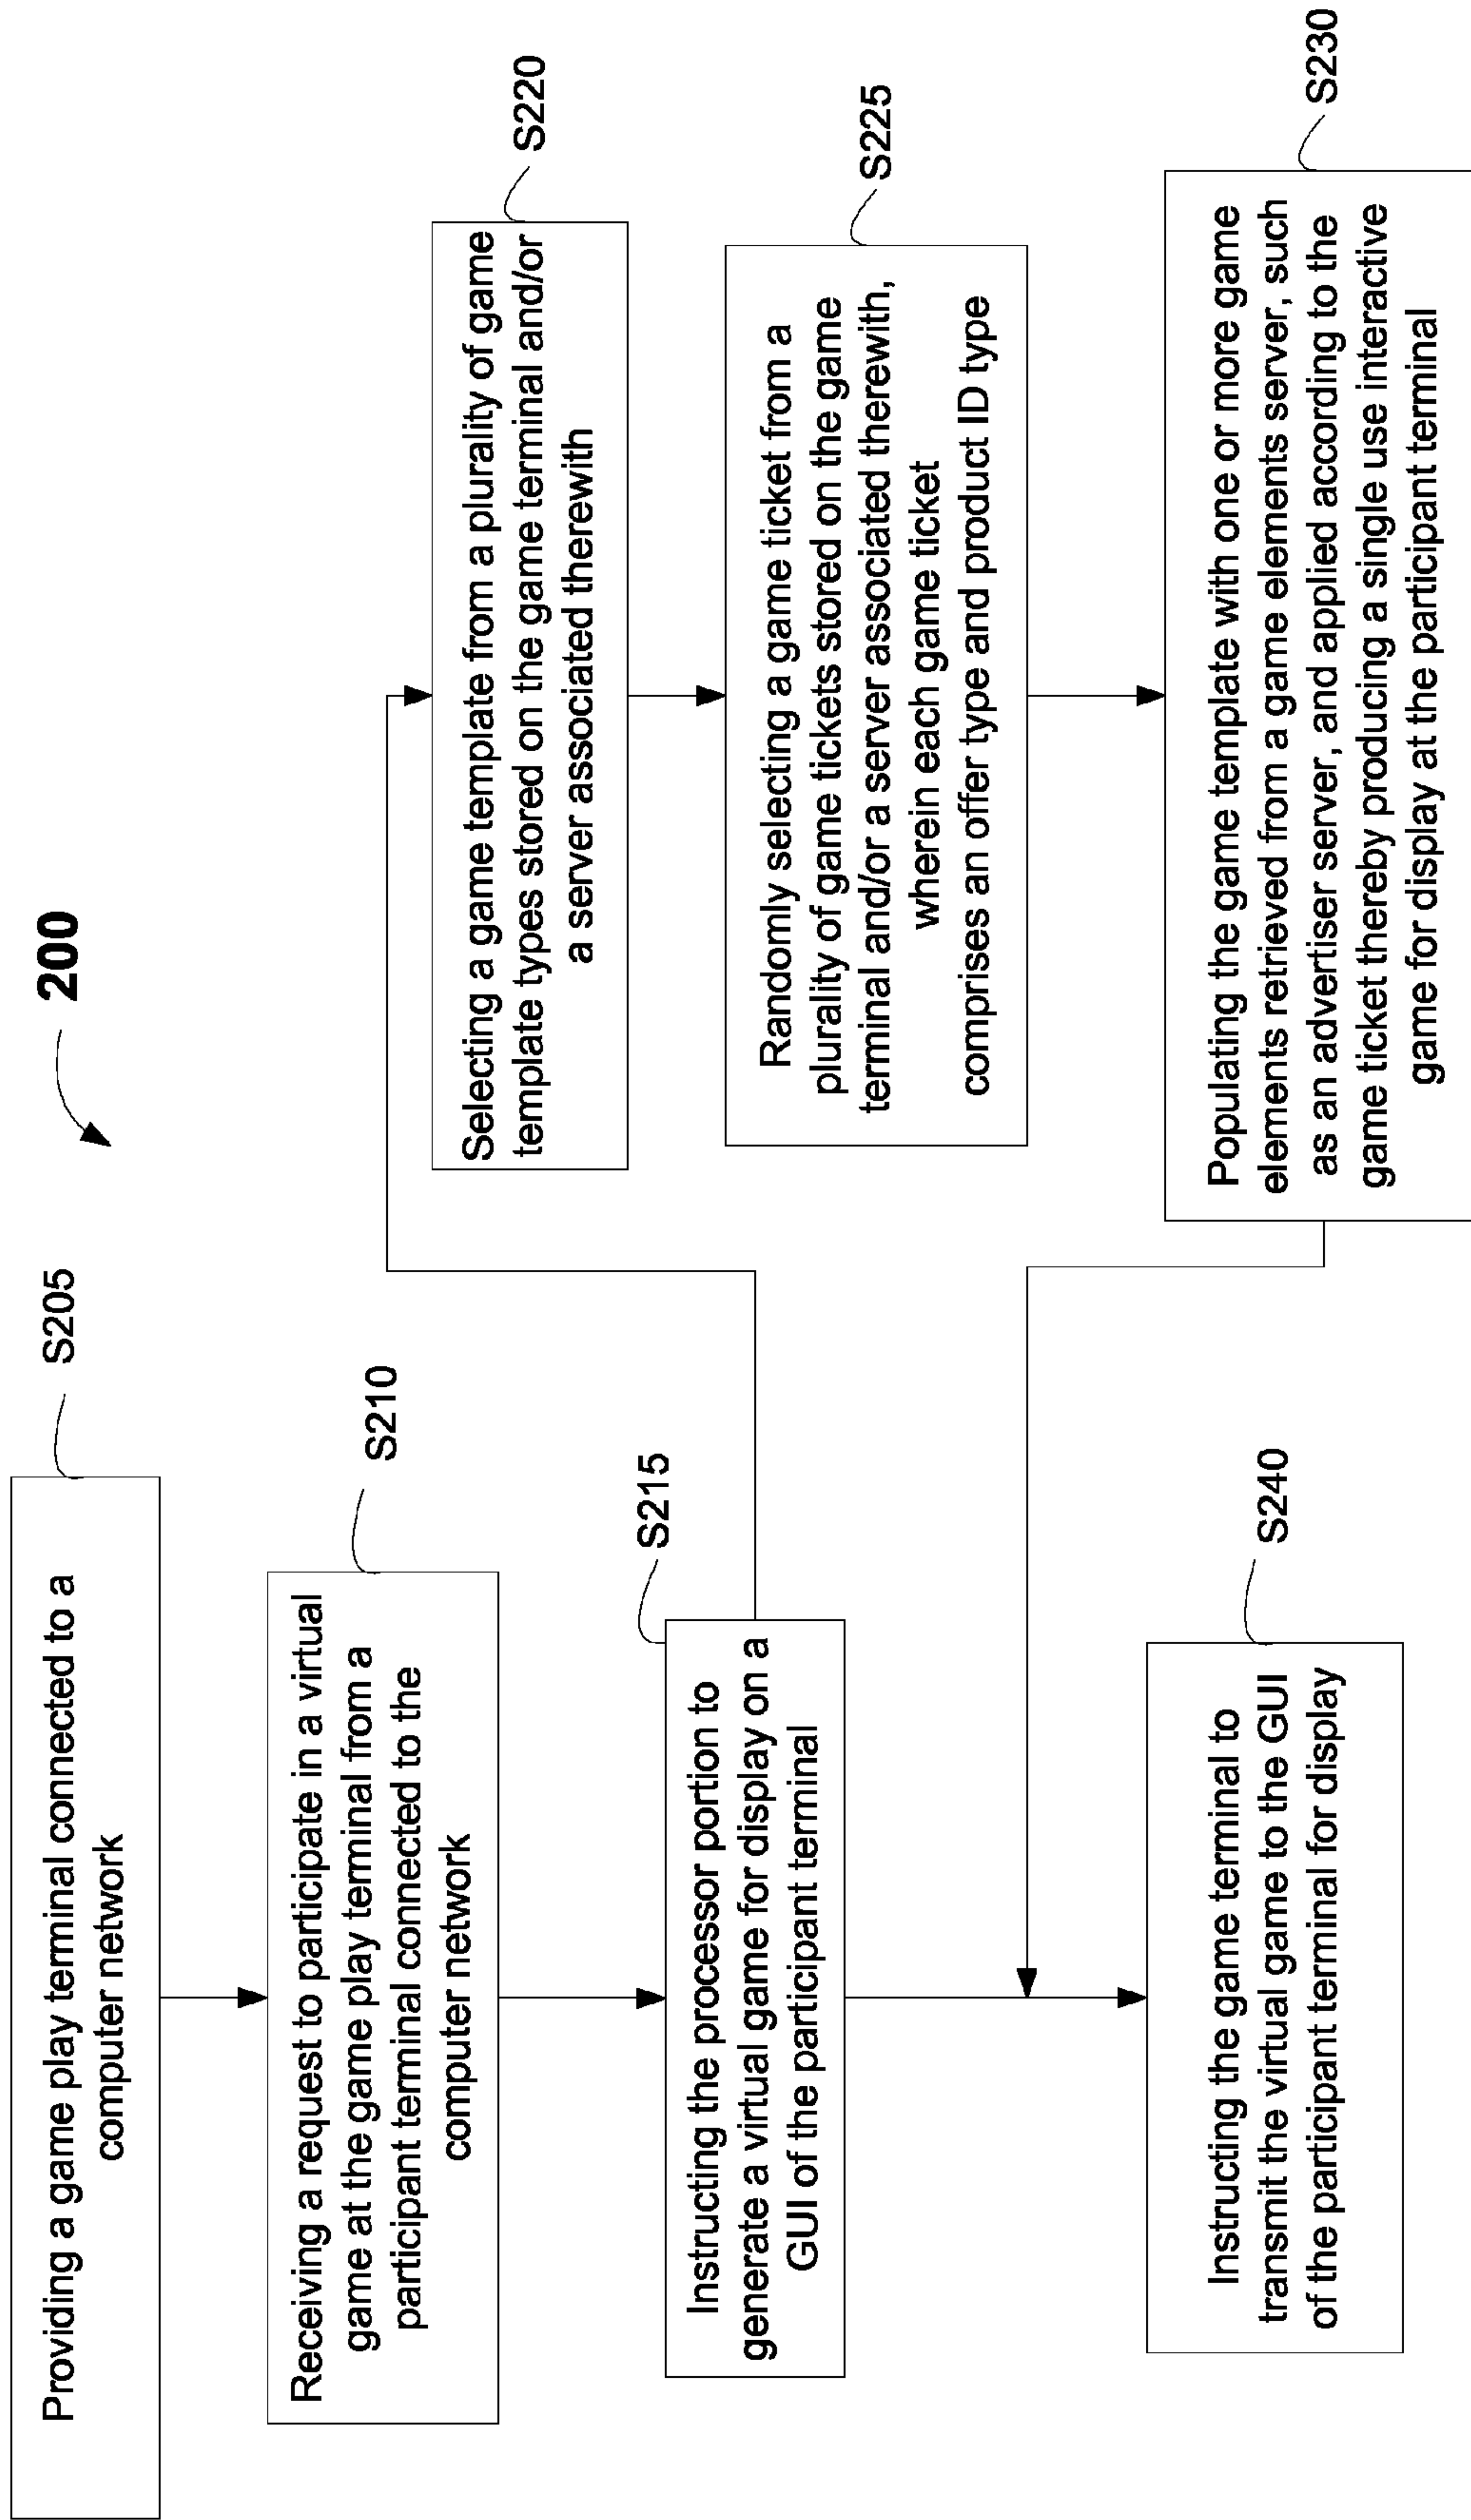 200
Providing a game play terminal connected to a
computer network
S205
Receiving a request to participate in a virtual
game at the game play terminal from a
participant terminal connected to the
computer network
S210
Instructing the processor portion to
generate a virtual game for display on a
GUI of the participant terminal
S215
Selecting a game template from a plurality of game
template types stored on the game terminal and/or
a server associated therewith
S220
Randomly selecting a game ticket from a
plurality of game tickets stored on the game
terminal and/or a server associated therewith,
wherein each game ticket
comprises an offer type and product ID type
S225
Populating the game template with one or more game
elements retrieved from a game elements server, such
as an advertiser server, and applied according to the
game ticket thereby producing a single use interactive
game for display at the participant terminal
S230
Instructing the game terminal to
transmit the virtual game to the GUI
of the participant terminal for display
S240